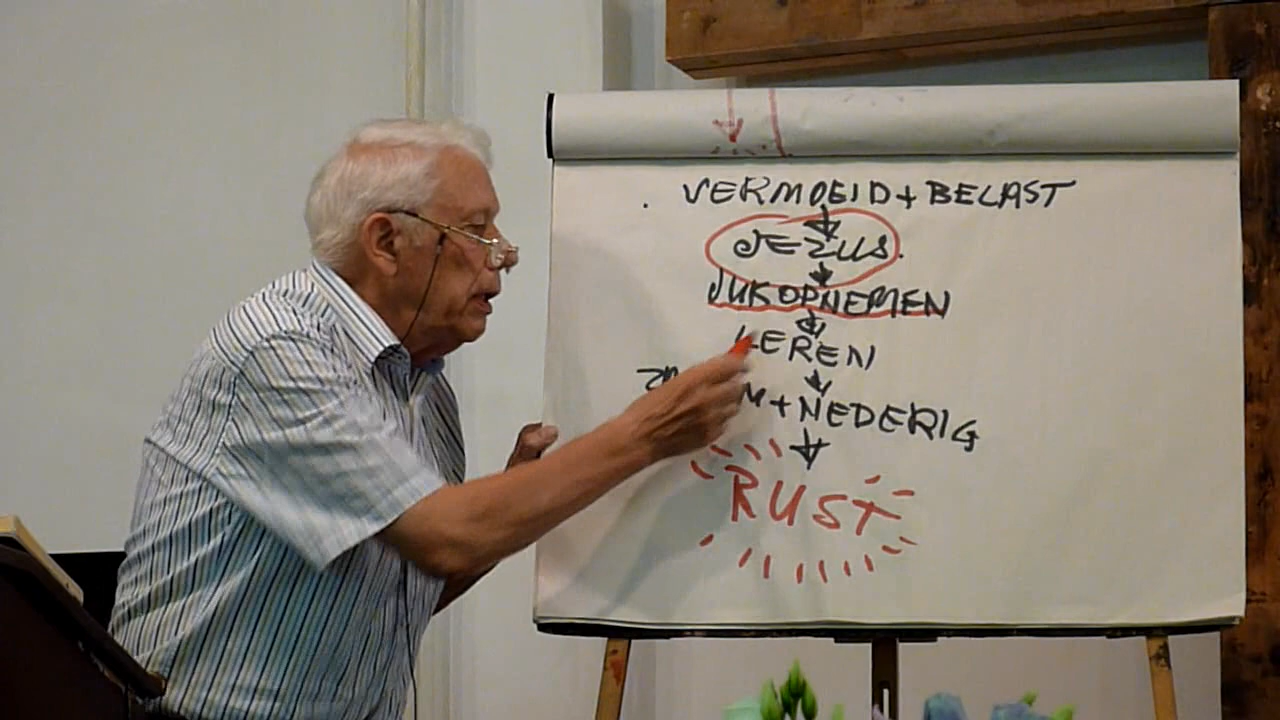 VERMOEID + BELAST
JEZUS.
JUK OPNEMEN
LEREN
+ NEDERIG
RUST